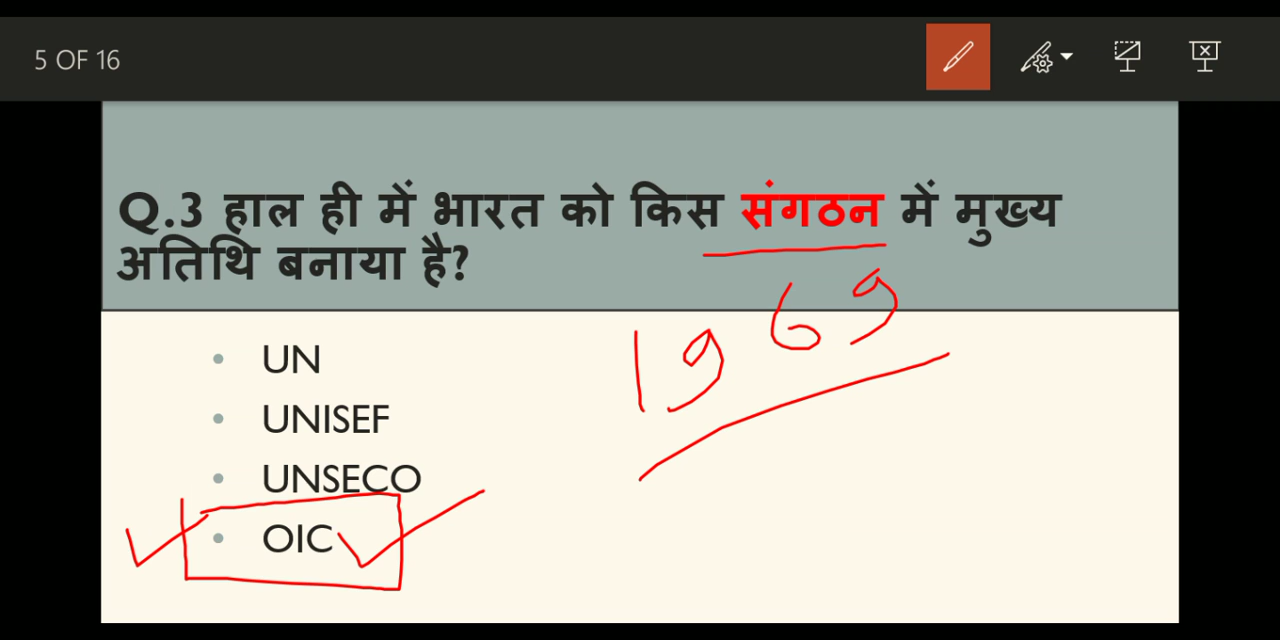 5 OF 16
Q.3 हाल ही में भारत को किस संगठन में मुख्य
अतिथि बनाया है?
1969
• UN
• UNISEF
• UNSECO
• OIC